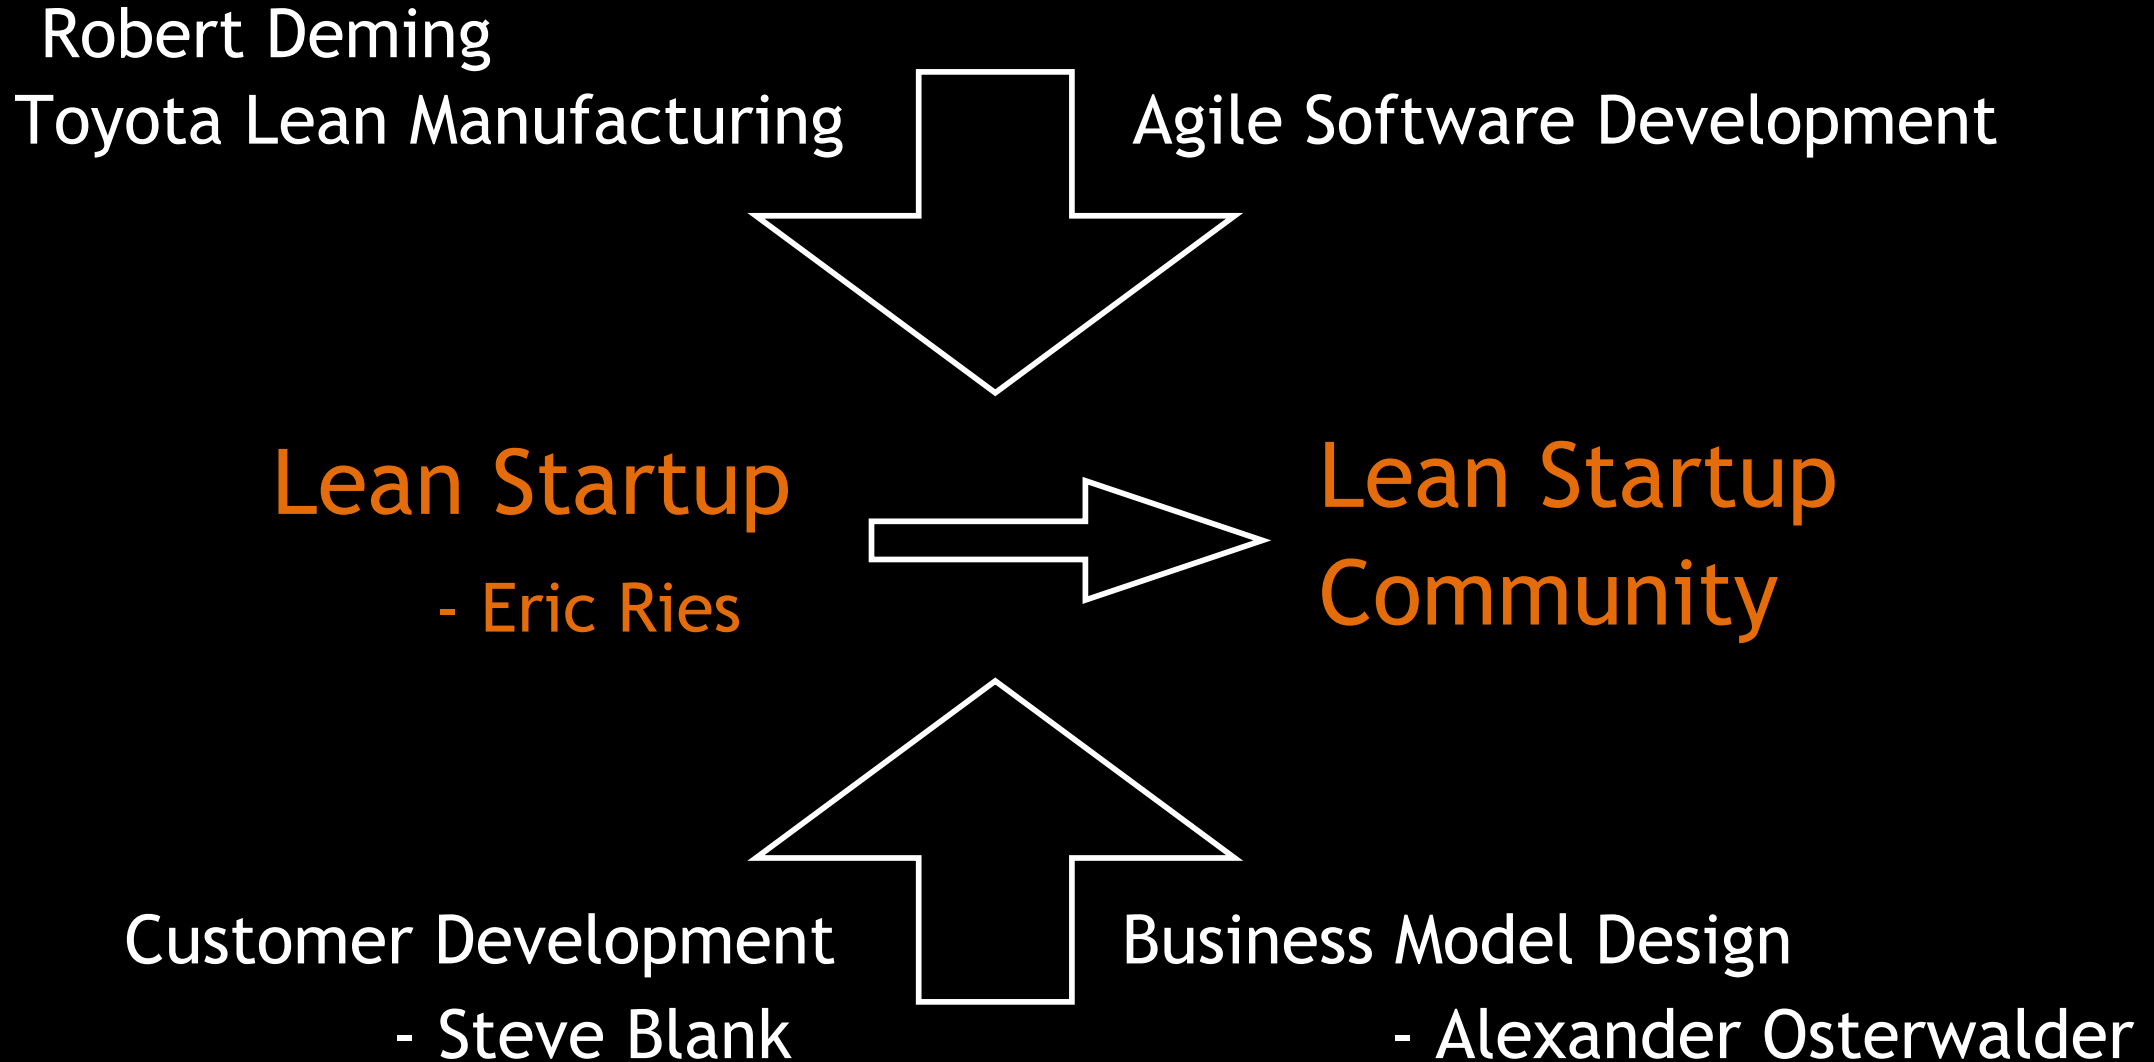 Robert Deming
Toyota Lean Manufacturing
Agile Software Development
Lean Startup
- Eric Ries
Lean Startup
Community
Customer Development
- Steve Blank
Business Model Design
- Alexander Osterwalder